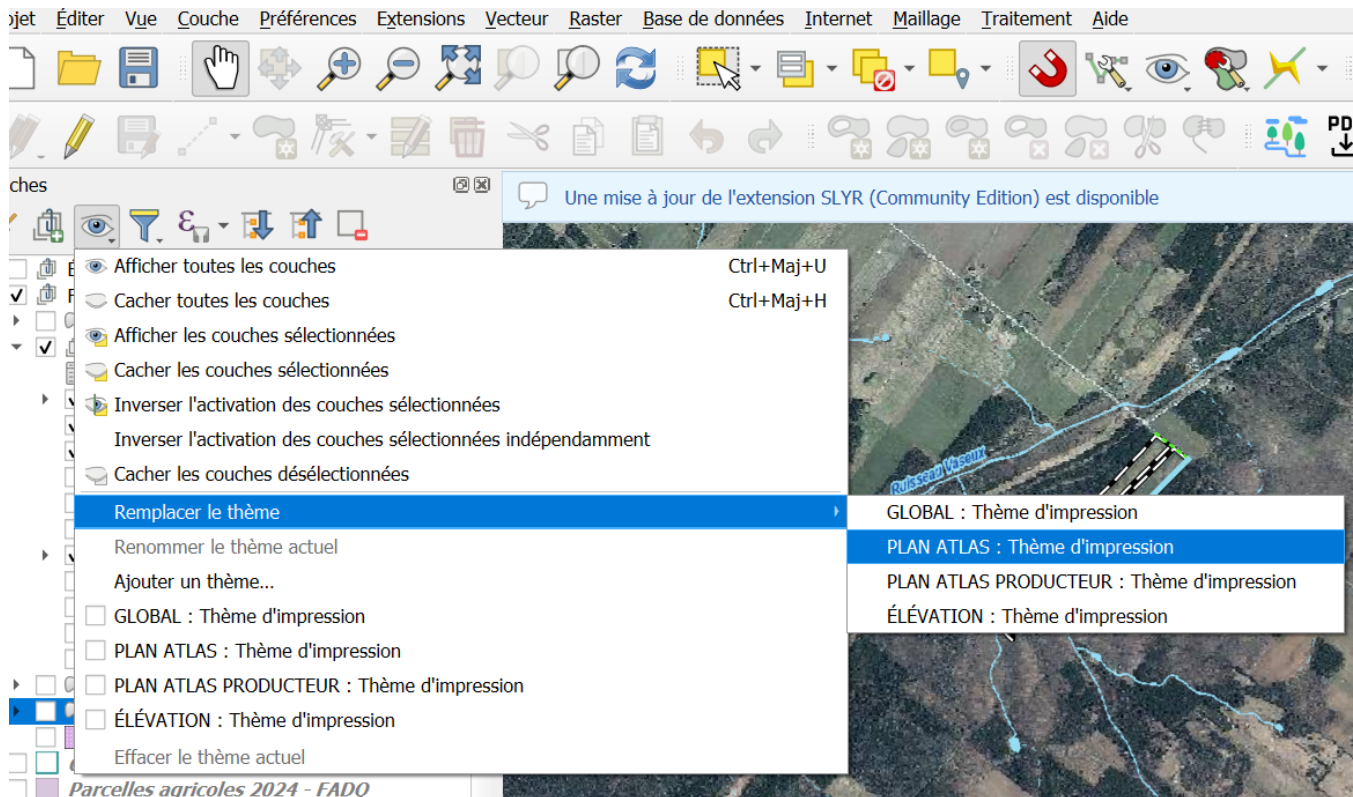 ojet Éditer Vue Couche Préférences Extensions Vecteur Raster Base de données Internet Maillage Traitement Aide
PD
ches
Une mise à jour de l'extension SLYR (Community Edition) est disponible
ε
Afficher toutes les couches Ctrl+Maj+U
Cacher toutes les couches Ctrl+Maj+H
Afficher les couches sélectionnées
Cacher les couches sélectionnées
Inverser l'activation des couches sélectionnées
Inverser l'activation des couches sélectionnées indépendamment
Cacher les couches désélectionnées
Ruisseau Vaseux
Remplacer le thème
Renommer le thème actuel
Ajouter un thème...
GLOBAL : Thème d'impression
PLAN ATLAS : Thème d'impression
PLAN ATLAS PRODUCTEUR : Thème d'impression
ÉLÉVATION : Thème d'impression
Effacer le thème actuel
GLOBAL : Thème d'impression
PLAN ATLAS : Thème d'impression
PLAN ATLAS PRODUCTEUR : Thème d'impression
ÉLÉVATION : Thème d'impression
Parcelles agricoles 2024 - FADQ